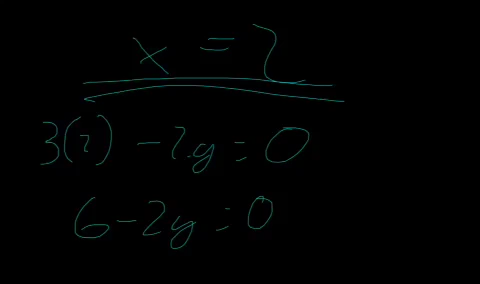 x = 2
3(2) - 2y = 0
6 - 2y = 0